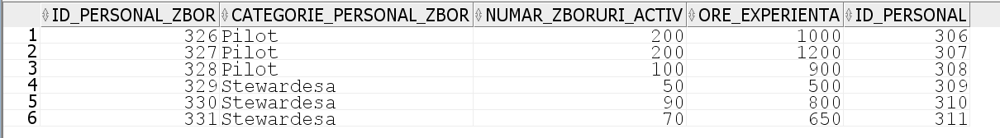 ID_PERSONAL_ZBOR CATEGORIE_PERSONAL_ZBOR NUMAR_ZBORURI_ACTIV ORE_EXPERIENTA ID_PERSONAL
1 326 Pilot 200 1000 306
2 327 Pilot 200 1200 307
3 328 Pilot 100 900 308
4 329 Stewardesa 50 500 309
5 330 Stewardesa 90 800 310
6 331 Stewardesa 70 650 311